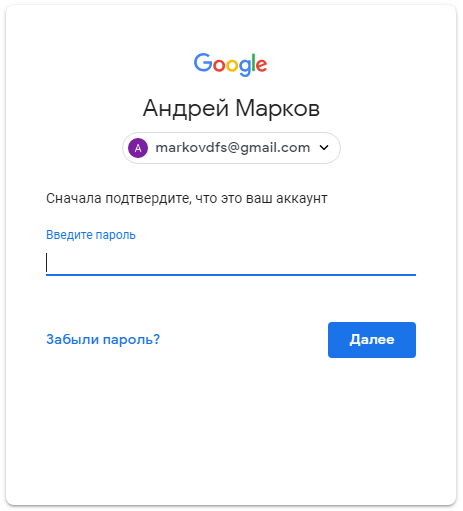 Google
Андрей Марков
А markovdfs@gmail.com
Сначала подтвердите, что это ваш аккаунт
Введите пароль
Забыли пароль? Далее